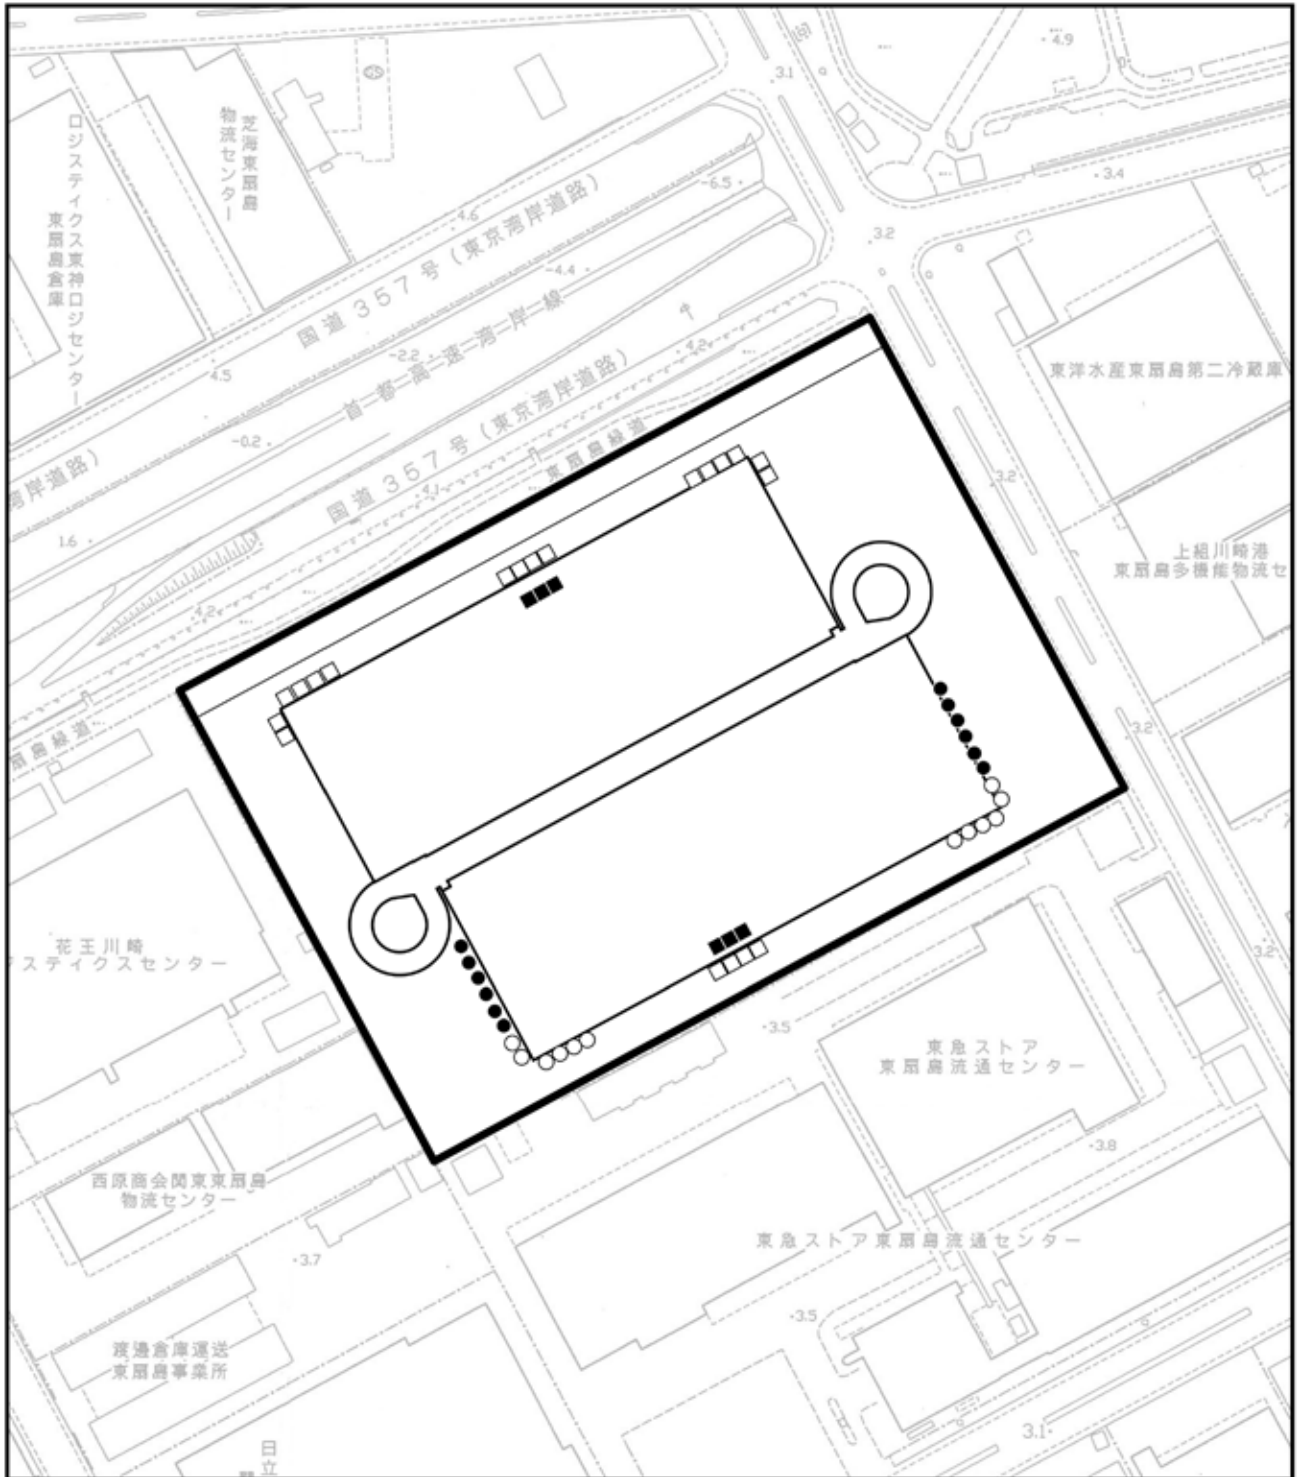 芝海東扇島
物流センター
ロジスティクス東神ロジセンター
東扇島倉庫
国道357号(東京湾岸道路)
首都高速湾岸線
国道357号(東京湾岸道路)
東扇島緑道
湾岸道路)
扇島緑道
東洋水産東扇島第二冷蔵庫
上組川崎港
東扇島多機能物流セ
花王川崎
スティクスセンター
東急ストア
東扇島流通センター
西原商会関東東扇島
物流センター
東急ストア東扇島流通センター
渡邉倉庫運送
東扇島事業所
日立
4.9
3.1
3.4
-6.5
4.6
3.2
-4.4
-2.2
4.2
4.5
-0.2
4.1
3.2
1.6
4.2
3.2
3.2
3.5
3.8
3.7
3.5
3.1